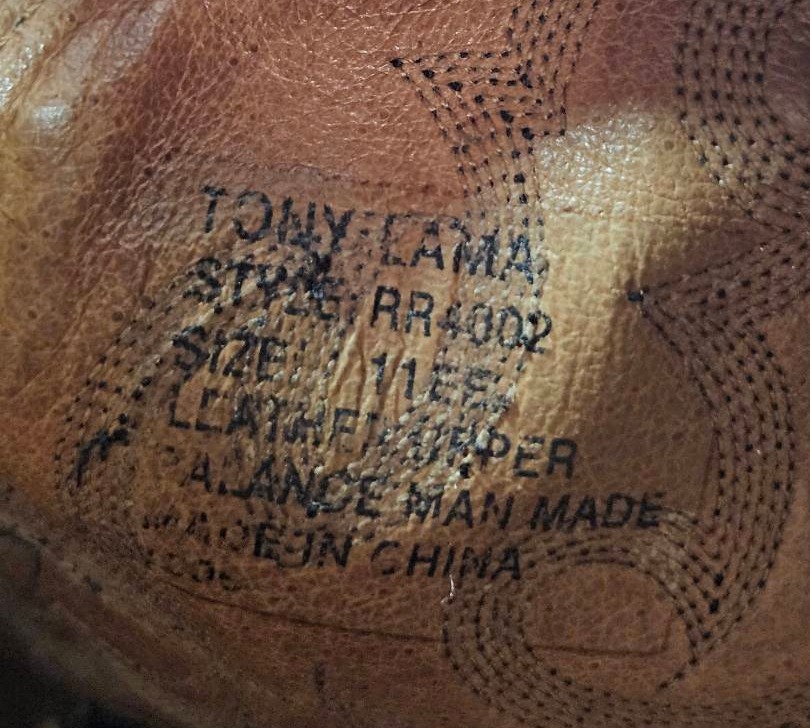 TONY LAMA
STYLE: RR4002
SIZE: 11EE
LEATHER UPPER
BALANCE MAN MADE
MADE IN CHINA